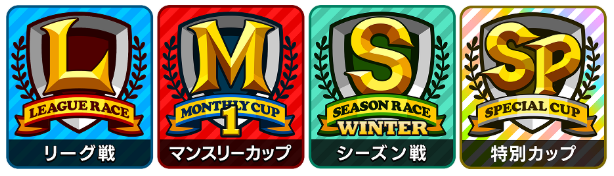 L
LEAGUE RACE
リーグ戦
M
MONTHLY CUP
1
マンスリーカップ
S
SEASON RACE
WINTER
シーズン戦
SP
SPECIAL CUP
特別カップ